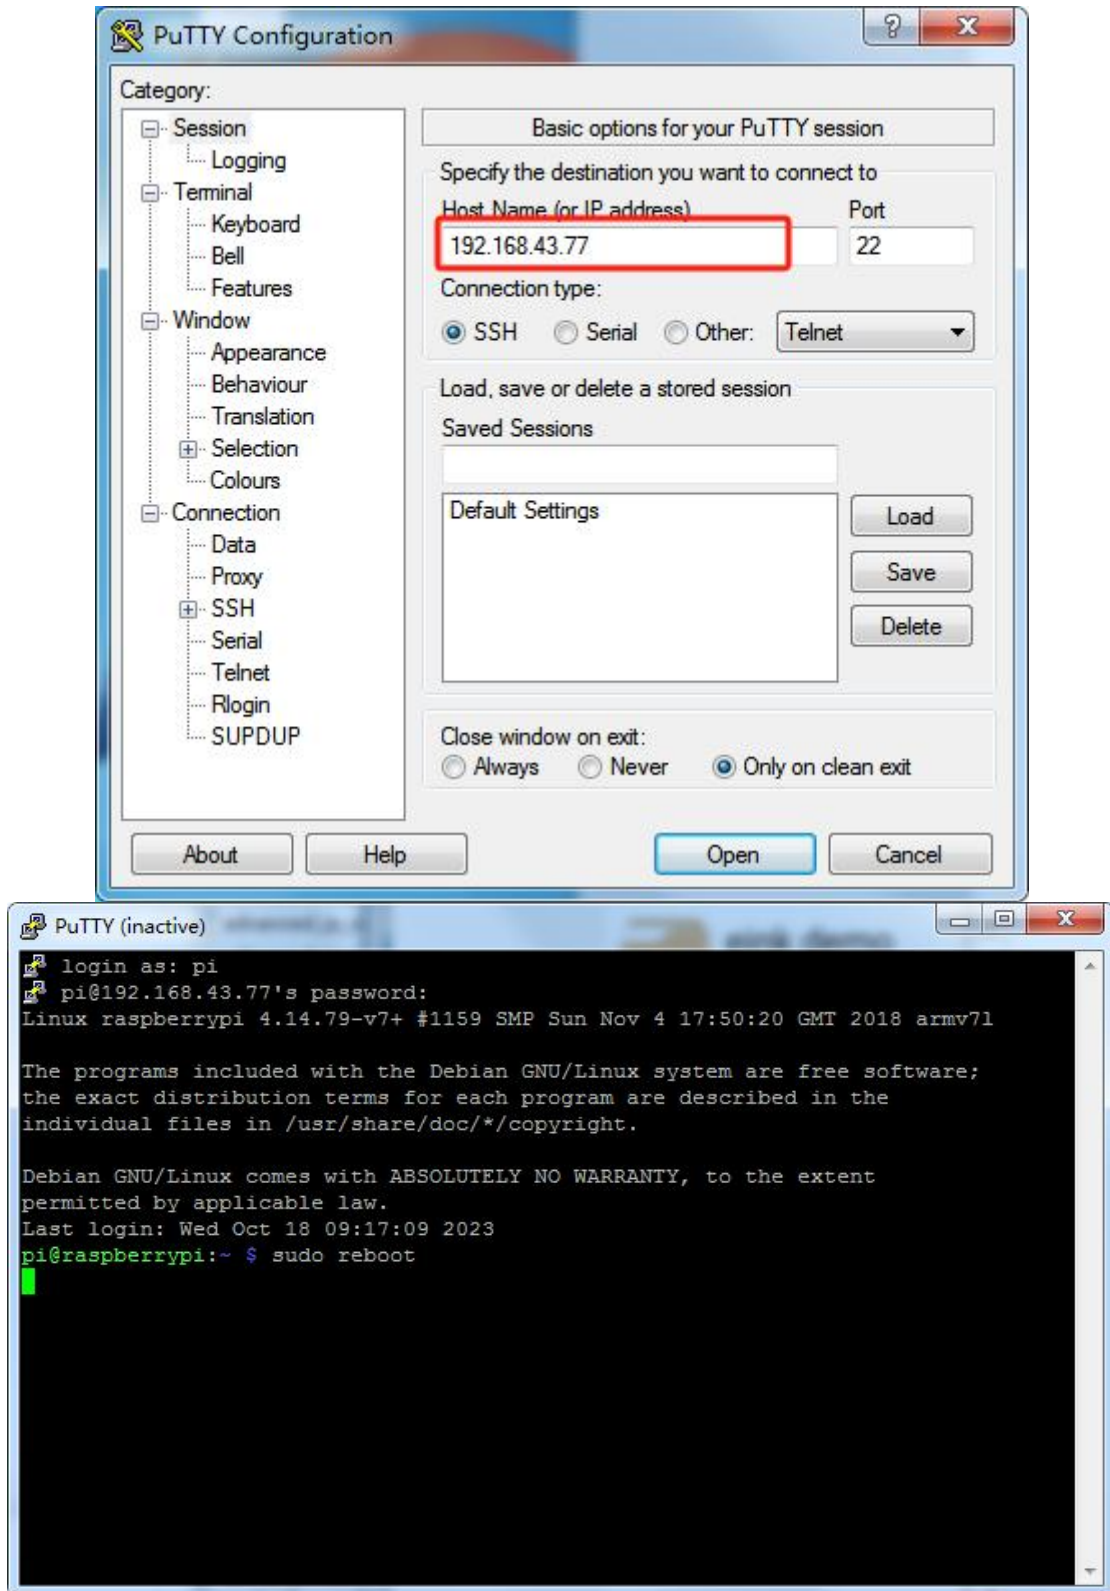 PuTTY Configuration
Category:
Session
Logging
Terminal
Keyboard
Bell
Features
Window
Appearance
Behaviour
Translation
Selection
Colours
Connection
Data
Proxy
SSH
Serial
Telnet
Rlogin
SUPDUP
Basic options for your PuTTY session
Specify the destination you want to connect to
Host Name (or IP address) Port
192.168.43.77 22
Connection type:
SSH Serial Other: Telnet
Load, save or delete a stored session
Saved Sessions
Default Settings
Load
Save
Delete
Close window on exit:
Always Never Only on clean exit
About Help Open Cancel
PuTTY (inactive)
eink demo
login as: pi
pi@192.168.43.77's password:
Linux raspberrypi 4.14.79-v7+ #1159 SMP Sun Nov 4 17:50:20 GMT 2018 armv7l
The programs included with the Debian GNU/Linux system are free software;
the exact distribution terms for each program are described in the
individual files in /usr/share/doc/*/copyright.
Debian GNU/Linux comes with ABSOLUTELY NO WARRANTY, to the extent
permitted by applicable law.
Last login: Wed Oct 18 09:17:09 2023
pi@raspberrypi:~ $ sudo reboot